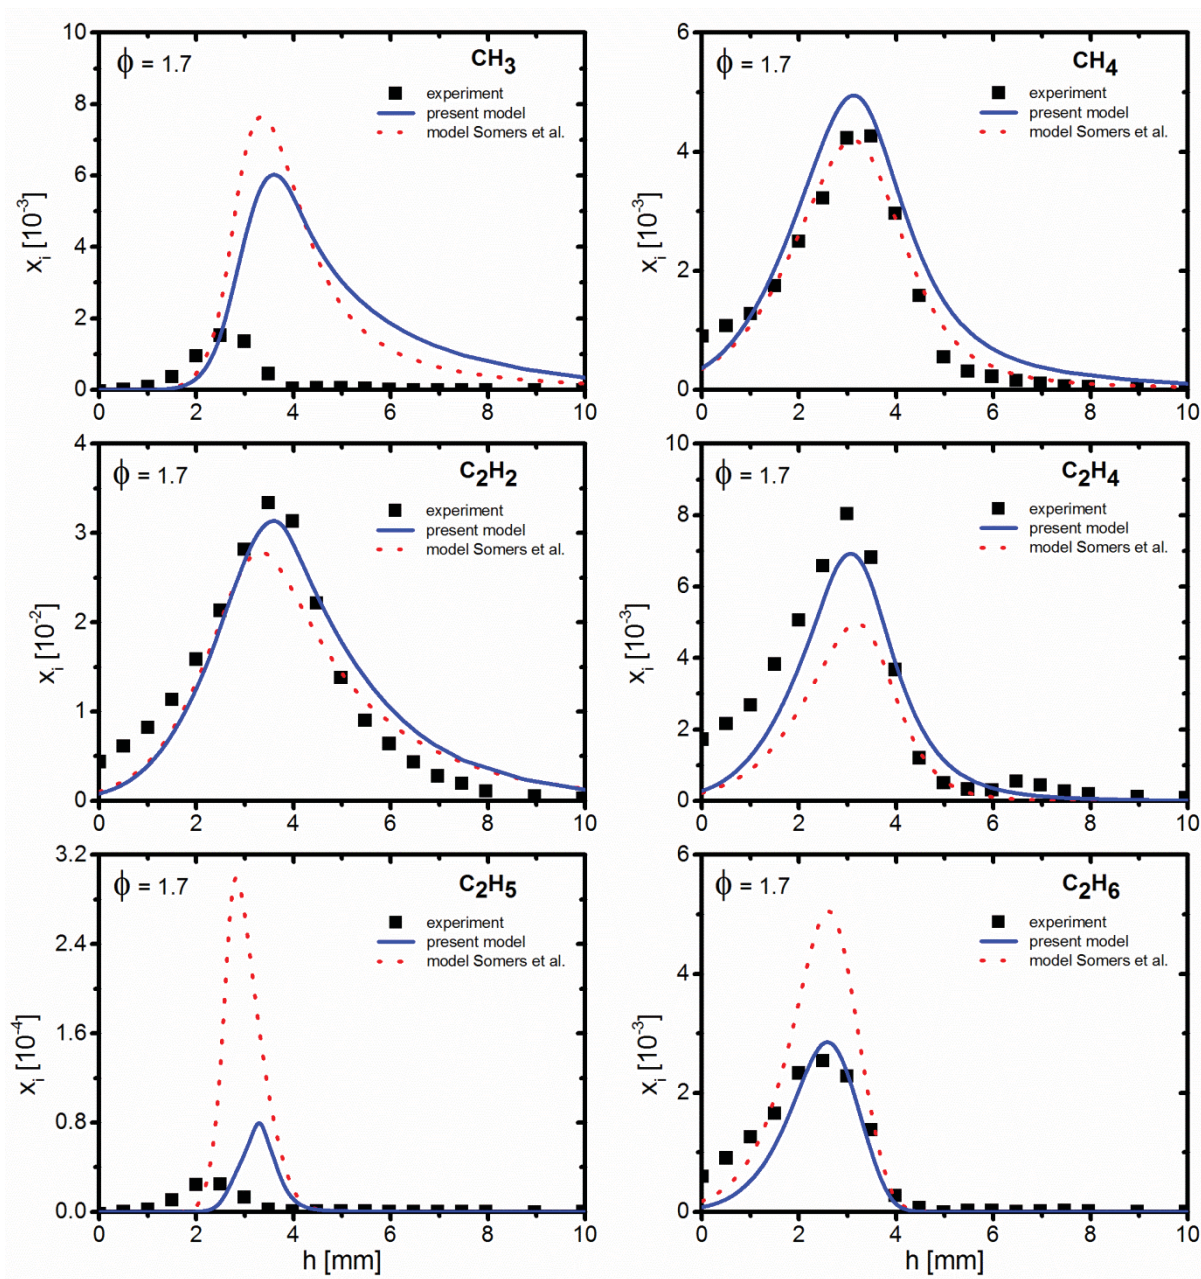 ϕ = 1.7
CH3
experiment
present model
model Somers et al.
xi [10-3]
10
8
6
4
2
0
0 2 4 6 8 10
ϕ = 1.7
CH4
experiment
present model
model Somers et al.
xi [10-3]
6
4
2
0
0 2 4 6 8 10
ϕ = 1.7
C2H2
experiment
present model
model Somers et al.
xi [10-2]
4
3
2
1
0
0 2 4 6 8 10
ϕ = 1.7
C2H4
experiment
present model
model Somers et al.
xi [10-3]
10
8
6
4
2
0
0 2 4 6 8 10
ϕ = 1.7
C2H5
experiment
present model
model Somers et al.
xi [10-4]
3.2
2.4
1.6
0.8
0.0
0 2 4 6 8 10
h [mm]
ϕ = 1.7
C2H6
experiment
present model
model Somers et al.
xi [10-3]
6
4
2
0
0 2 4 6 8 10
h [mm]